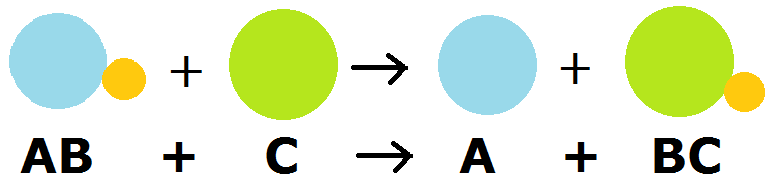 + → +
AB + C → A + BC